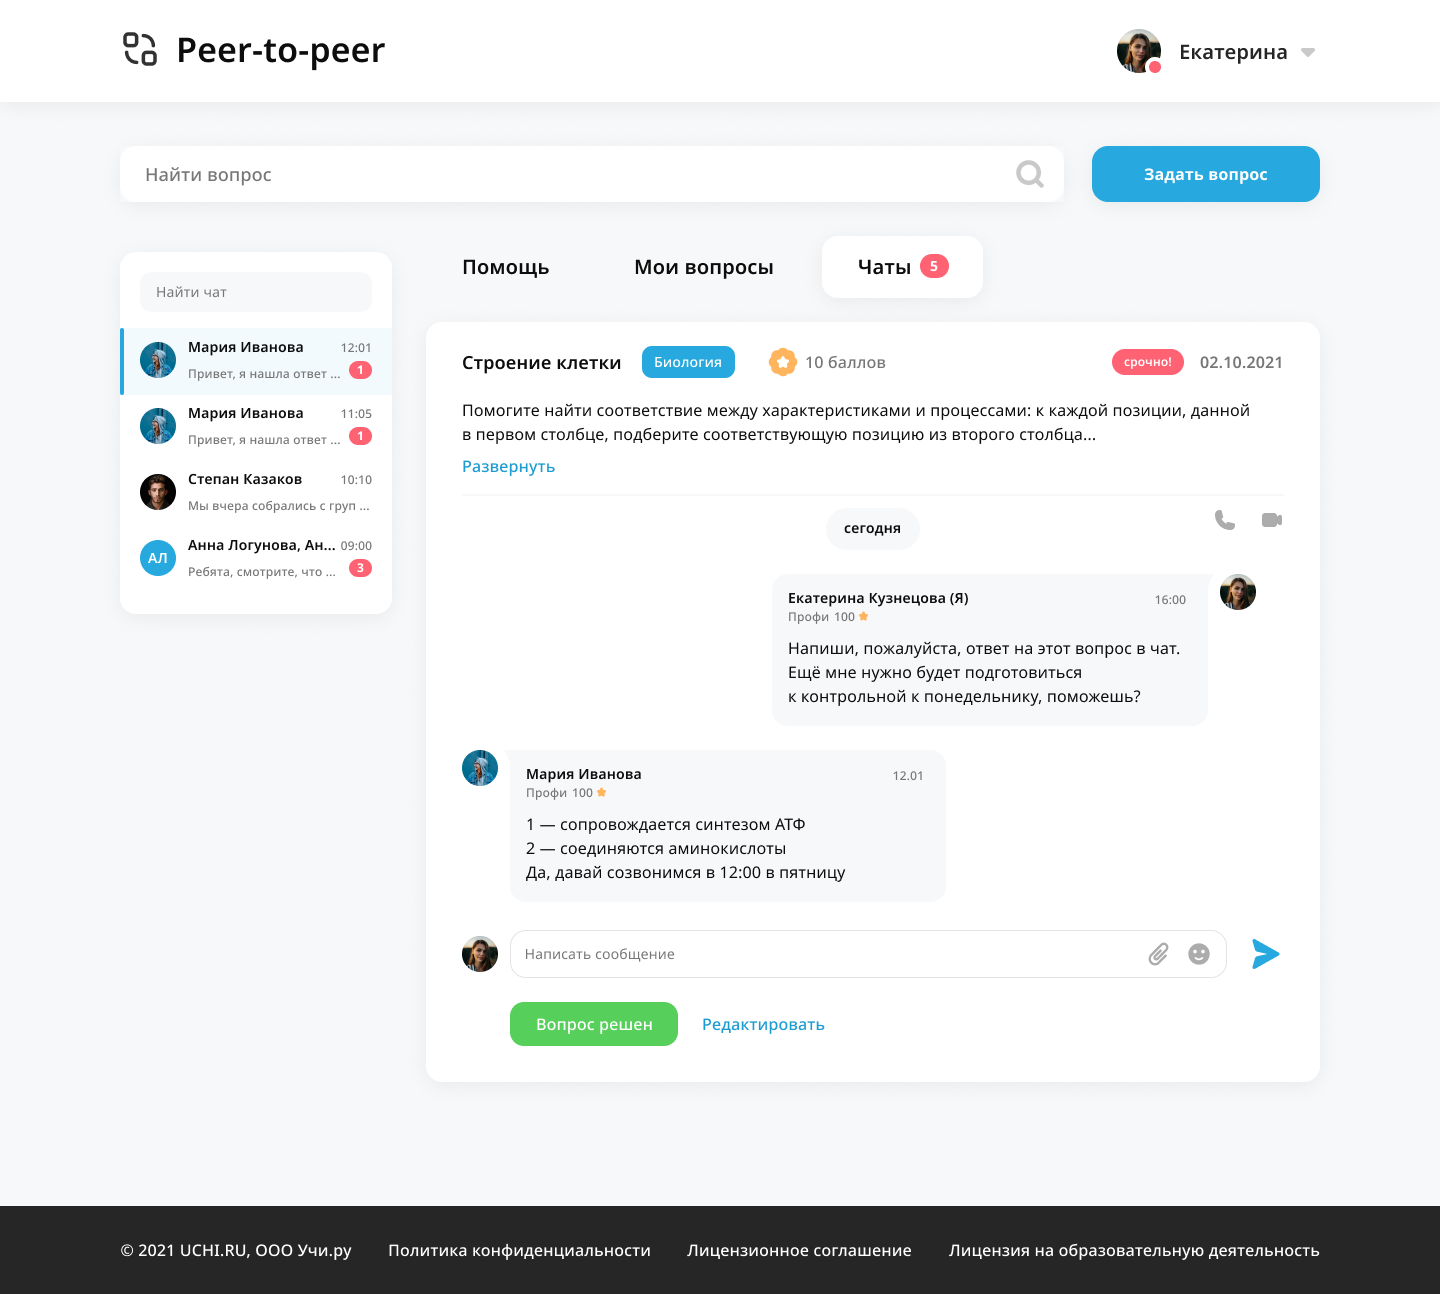 Peer-to-peer
Екатерина
Найти вопрос
Задать вопрос
Помощь
Мои вопросы
Чаты 5
Найти чат
Мария Иванова 12:01
Привет, я нашла ответ ... 1
Мария Иванова 11:05
Привет, я нашла ответ ... 1
Степан Казаков 10:10
Мы вчера собрались с груп ...
АЛ
Анна Логунова, Ан... 09:00
Ребята, смотрите, что ... 3
Строение клетки Биология 10 баллов срочно! 02.10.2021
Помогите найти соответствие между характеристиками и процессами: к каждой позиции, данной
в первом столбце, подберите соответствующую позицию из второго столбца...
Развернуть
сегодня
Екатерина Кузнецова (Я) 16:00
Профи 100
Напиши, пожалуйста, ответ на этот вопрос в чат.
Ещё мне нужно будет подготовиться
к контрольной к понедельнику, поможешь?
Мария Иванова 12.01
Профи 100
1 — сопровождается синтезом АТФ
2 — соединяются аминокислоты
Да, давай созвонимся в 12:00 в пятницу
Написать сообщение
Вопрос решен
Редактировать
© 2021 UCHI.RU, ООО Учи.ру Политика конфиденциальности Лицензионное соглашение Лицензия на образовательную деятельность